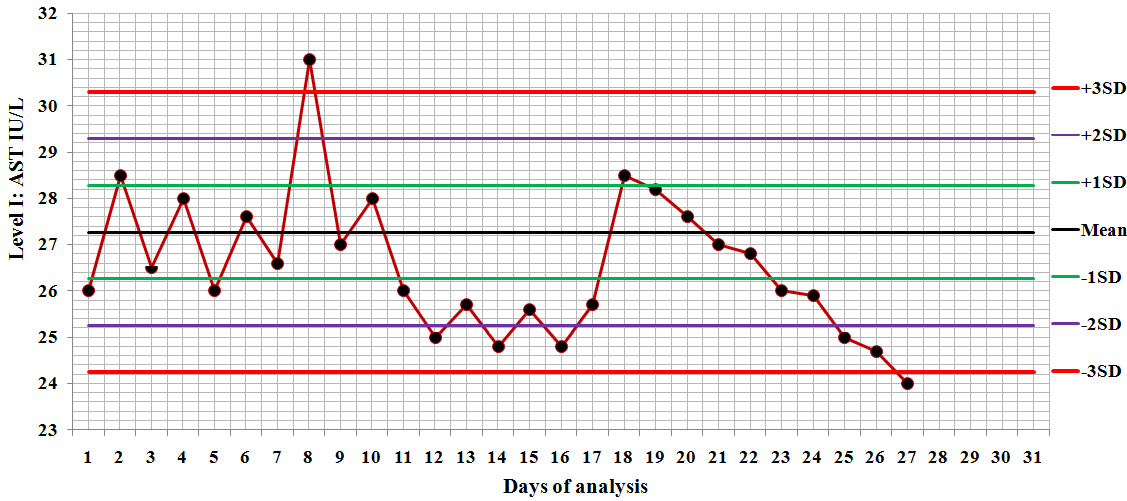 32
31
30
29
28
27
26
25
24
23
Level I: AST IU/L
1 2 3 4 5 6 7 8 9 10 11 12 13 14 15 16 17 18 19 20 21 22 23 24 25 26 27 28 29 30 31
Days of analysis
+3SD
+2SD
+1SD
Mean
-1SD
-2SD
-3SD